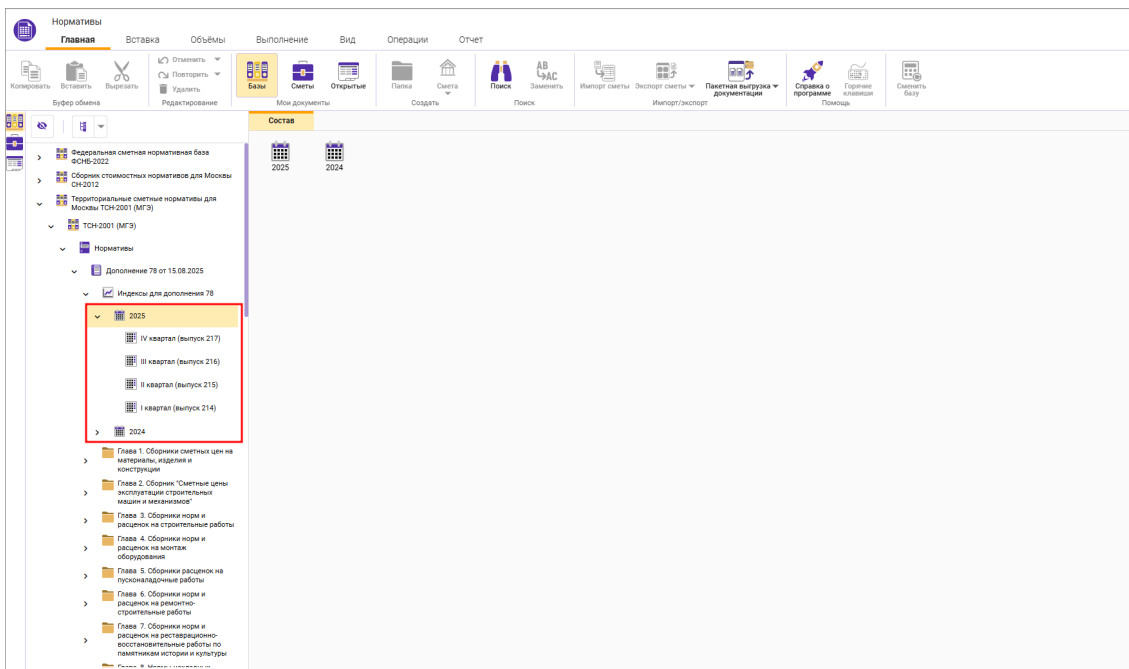 Нормативы
Главная Вставка Объёмы Выполнение Вид Операции Отчет
Копировать Вставить Вырезать
Отменить
Повторить
Удалить
Базы Сметы Открытые Папка Смета Поиск Заменить Импорт сметы Экспорт сметы Пакетная выгрузка документации Справка о программе Горячие клавиши Сменить базу
AB
AC
Буфер обмена Редактирование Мои документы Создать Поиск Импорт/экспорт Помощь
Состав
2025 2024
Федеральная сметная нормативная база
ФСНБ-2022
Сборник стоимостных нормативов для Москвы
СН-2012
Территориальные сметные нормативы для
Москвы ТСН-2001 (МГЭ)
ТСН-2001 (МГЭ)
Нормативы
Дополнение 78 от 15.08.2025
Индексы для дополнения 78
2025
IV квартал (выпуск 217)
III квартал (выпуск 216)
II квартал (выпуск 215)
I квартал (выпуск 214)
2024
Глава 1. Сборники сметных цен на
материалы, изделия и
конструкции
Глава 2. Сборник "Сметные цены
эксплуатации строительных
машин и механизмов"
Глава 3. Сборники норм и
расценок на строительные работы
Глава 4. Сборники норм и
расценок на монтаж
оборудования
Глава 5. Сборники расценок на
пусконаладочные работы
Глава 6. Сборники норм и
расценок на ремонтно-
строительные работы
Глава 7. Сборники норм и
расценок на реставрационно-
восстановительные работы по
памятникам истории и культуры